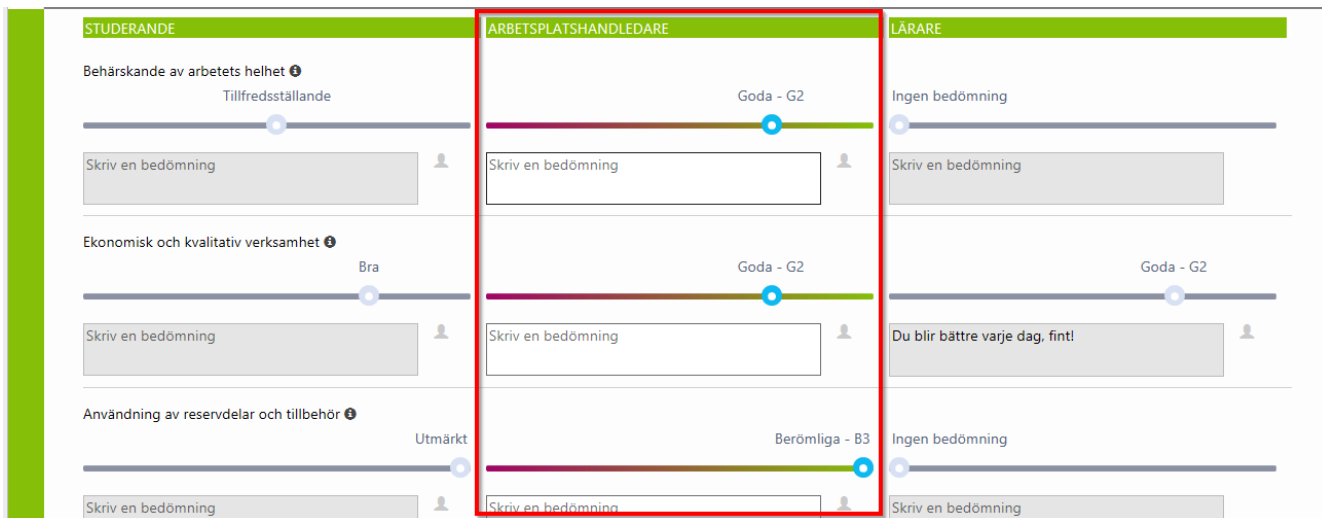 STUDERANDE ARBETSPLATSHANDLEDARE LÄRARE
Behärskande av arbetets helhet
Tillfredsställande Goda - G2 Ingen bedömning
Skriv en bedömning Skriv en bedömning Skriv en bedömning
Ekonomisk och kvalitativ verksamhet
Bra Goda - G2 Goda - G2
Skriv en bedömning Skriv en bedömning Du blir bättre varje dag, fint!
Användning av reservdelar och tillbehör
Utmärkt Berömliga - B3 Ingen bedömning
Skriv en bedömning Skriv en bedömning Skriv en bedömning